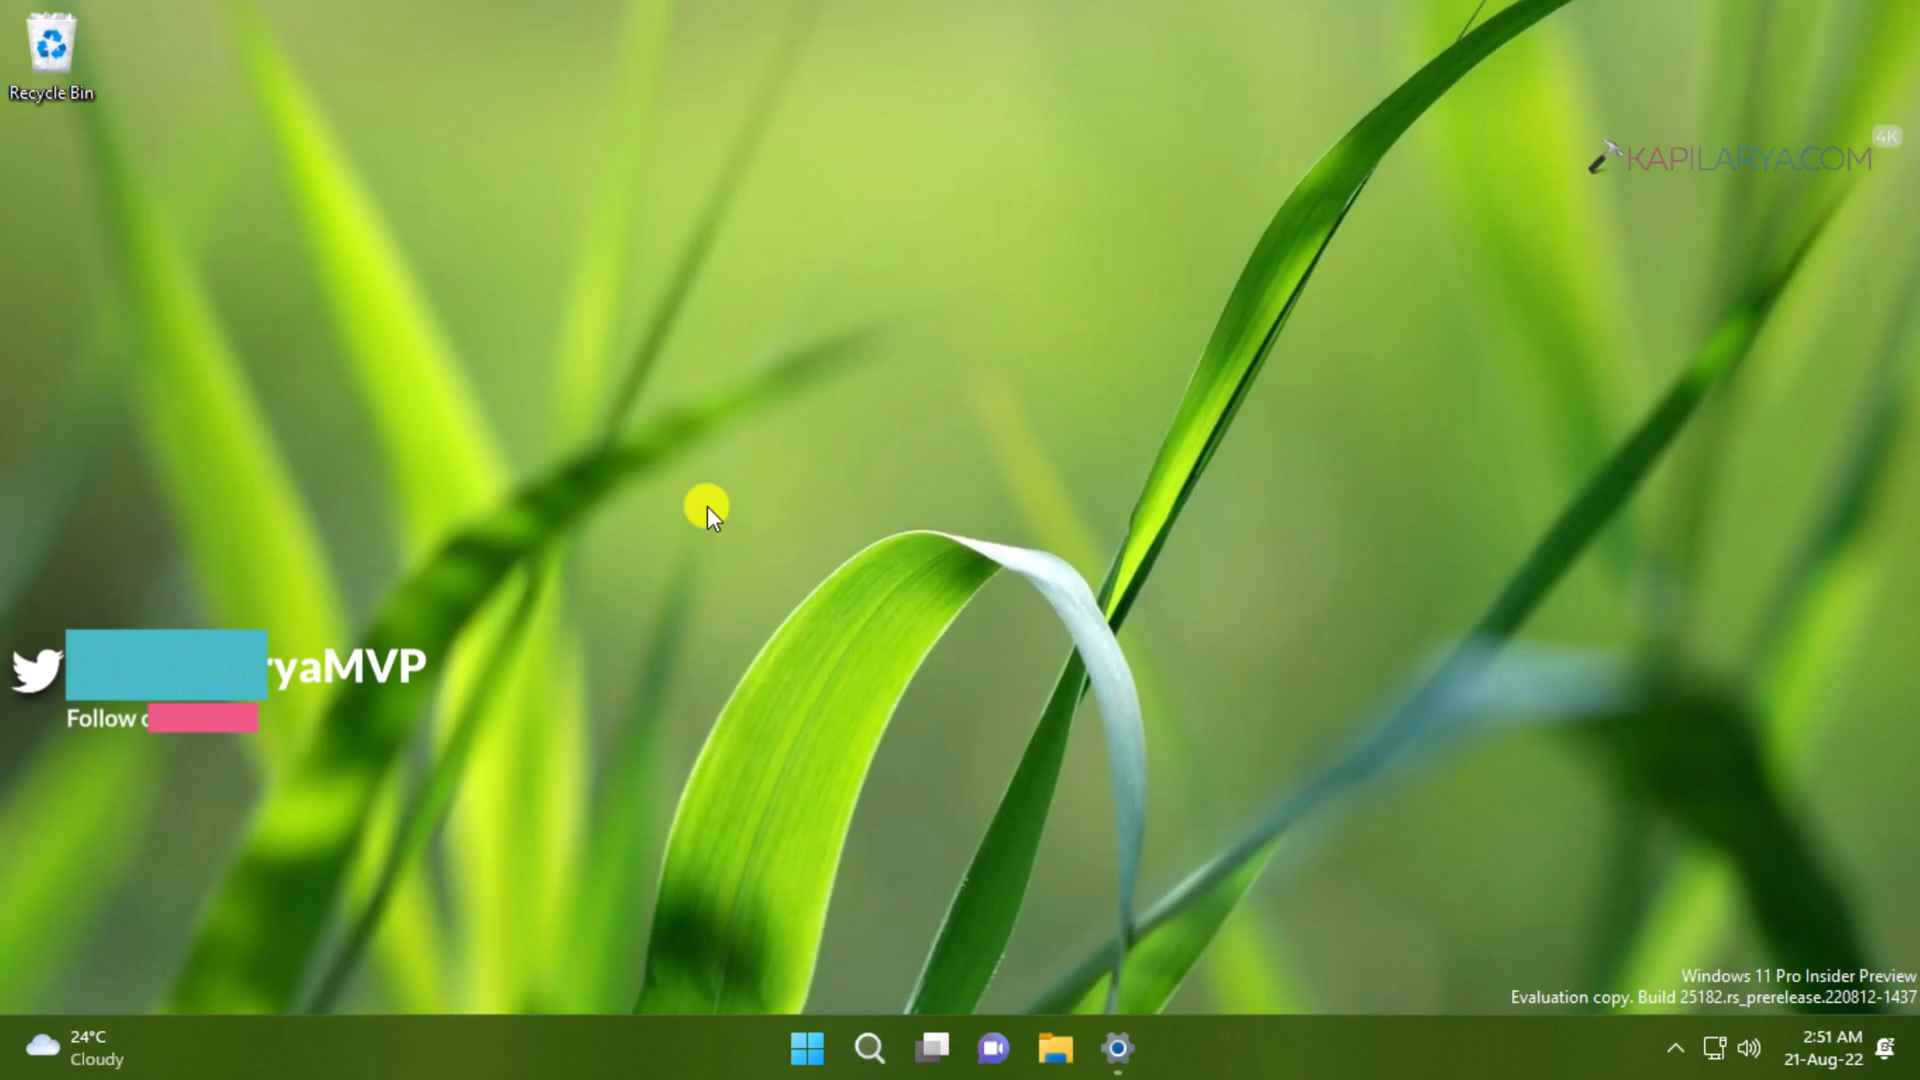 Recycle Bin
4K
KAPILARYA.COM
ryaMVP
Follow
Windows 11 Pro Insider Preview
Evaluation copy. Build 25182.rs_prerelease.220812-1437
24°C
Cloudy
2:51 AM
21-Aug-22